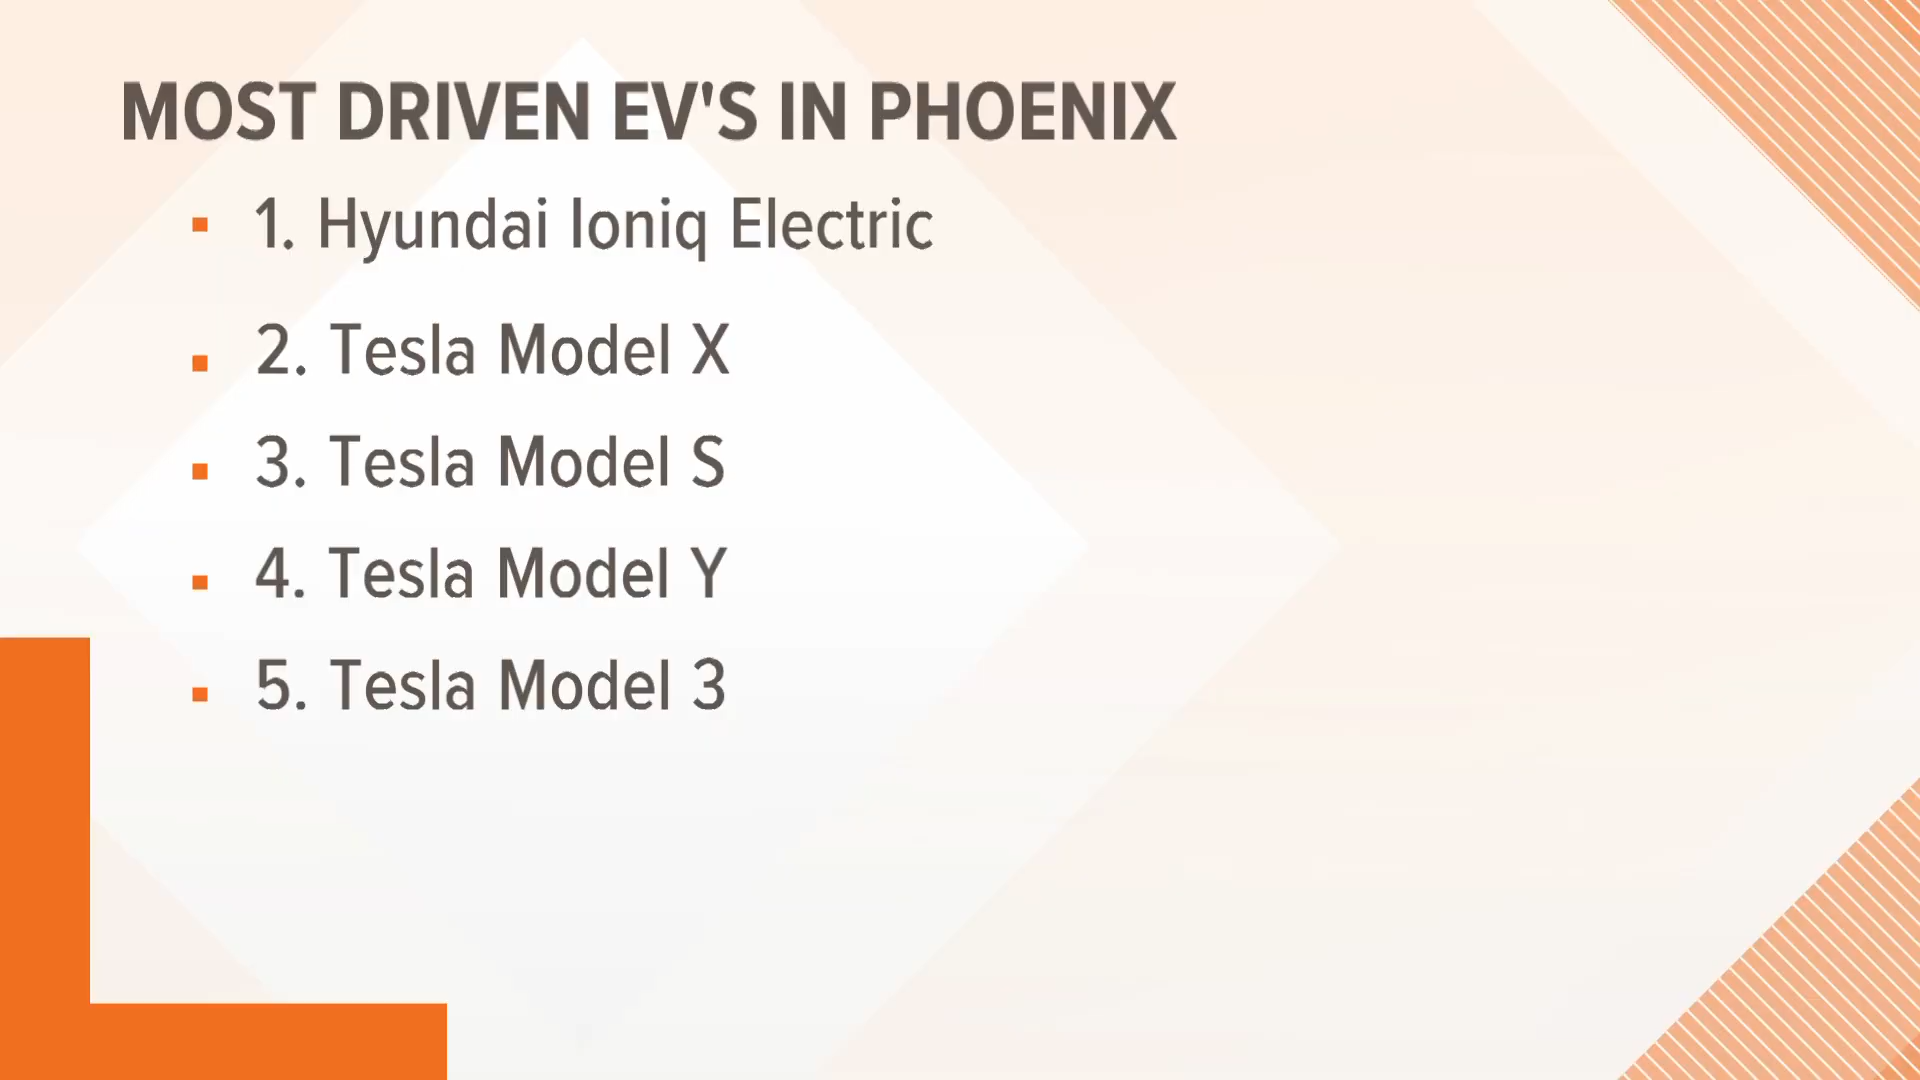 MOST DRIVEN EV'S IN PHOENIX
1. Hyundai Ioniq Electric
2. Tesla Model X
3. Tesla Model S
4. Tesla Model Y
5. Tesla Model 3